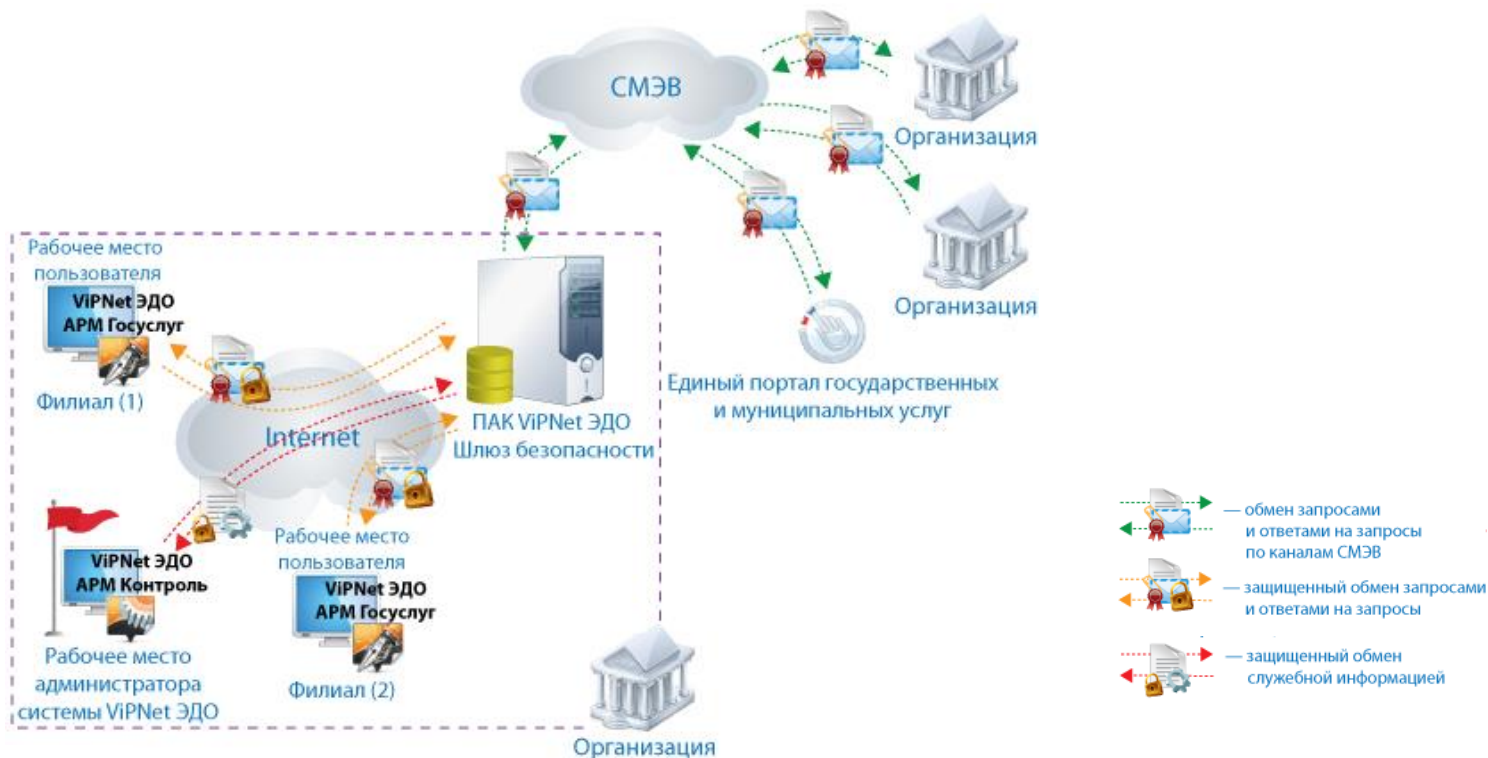 СМЭВ
Организация
Организация
Единый портал государственных
и муниципальных услуг
Рабочее место
пользователя
ViPNet ЭДО
АРМ Госуслуг
Филиал (1)
Internet
ПАК ViPNet ЭДО
Шлюз безопасности
ViPNet ЭДО
АРМ Контроль
Рабочее место
администратора
системы ViPNet ЭДО
Рабочее место
пользователя
ViPNet ЭДО
АРМ Госуслуг
Филиал (2)
Организация
— обмен запросами
и ответами на запросы
по каналам СМЭВ
— защищенный обмен запросами
и ответами на запросы
— защищенный обмен
служебной информацией